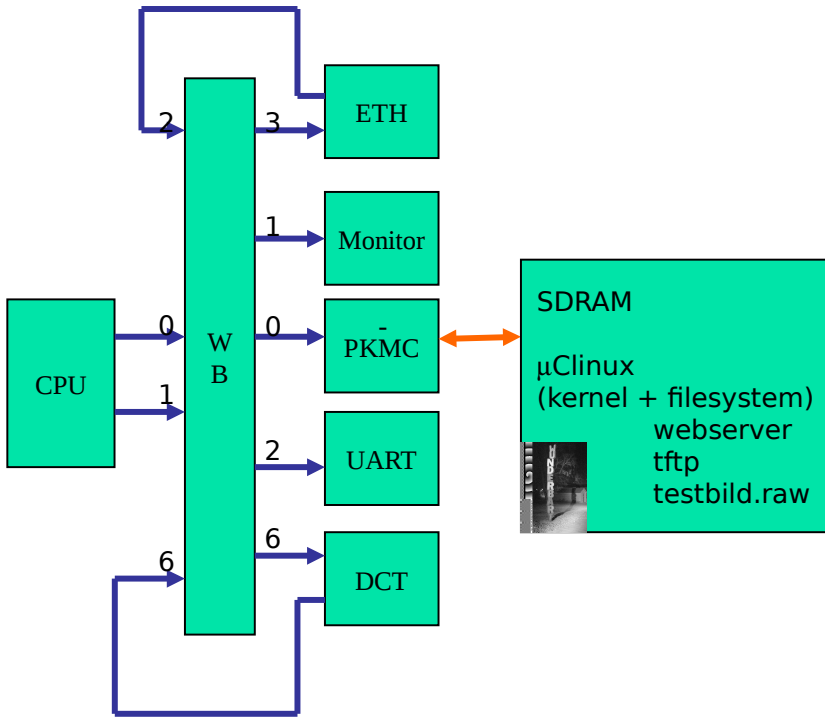 2
3
ETH
1
Monitor
0
0
W
B
-
PKMC
SDRAM
CPU
1
μClinux
(kernel + filesystem)
webserver
tftp
testbild.raw
2
UART
6
6
DCT
UNDERBAR